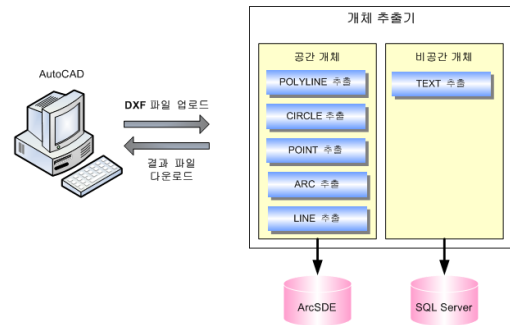 개체 추출기
공간 개체
비공간 개체
AutoCAD
DXF 파일 업로드
결과 파일
다운로드
POLYLINE 추출
CIRCLE 추출
POINT 추출
ARC 추출
LINE 추출
TEXT 추출
ArcSDE
SQL Server